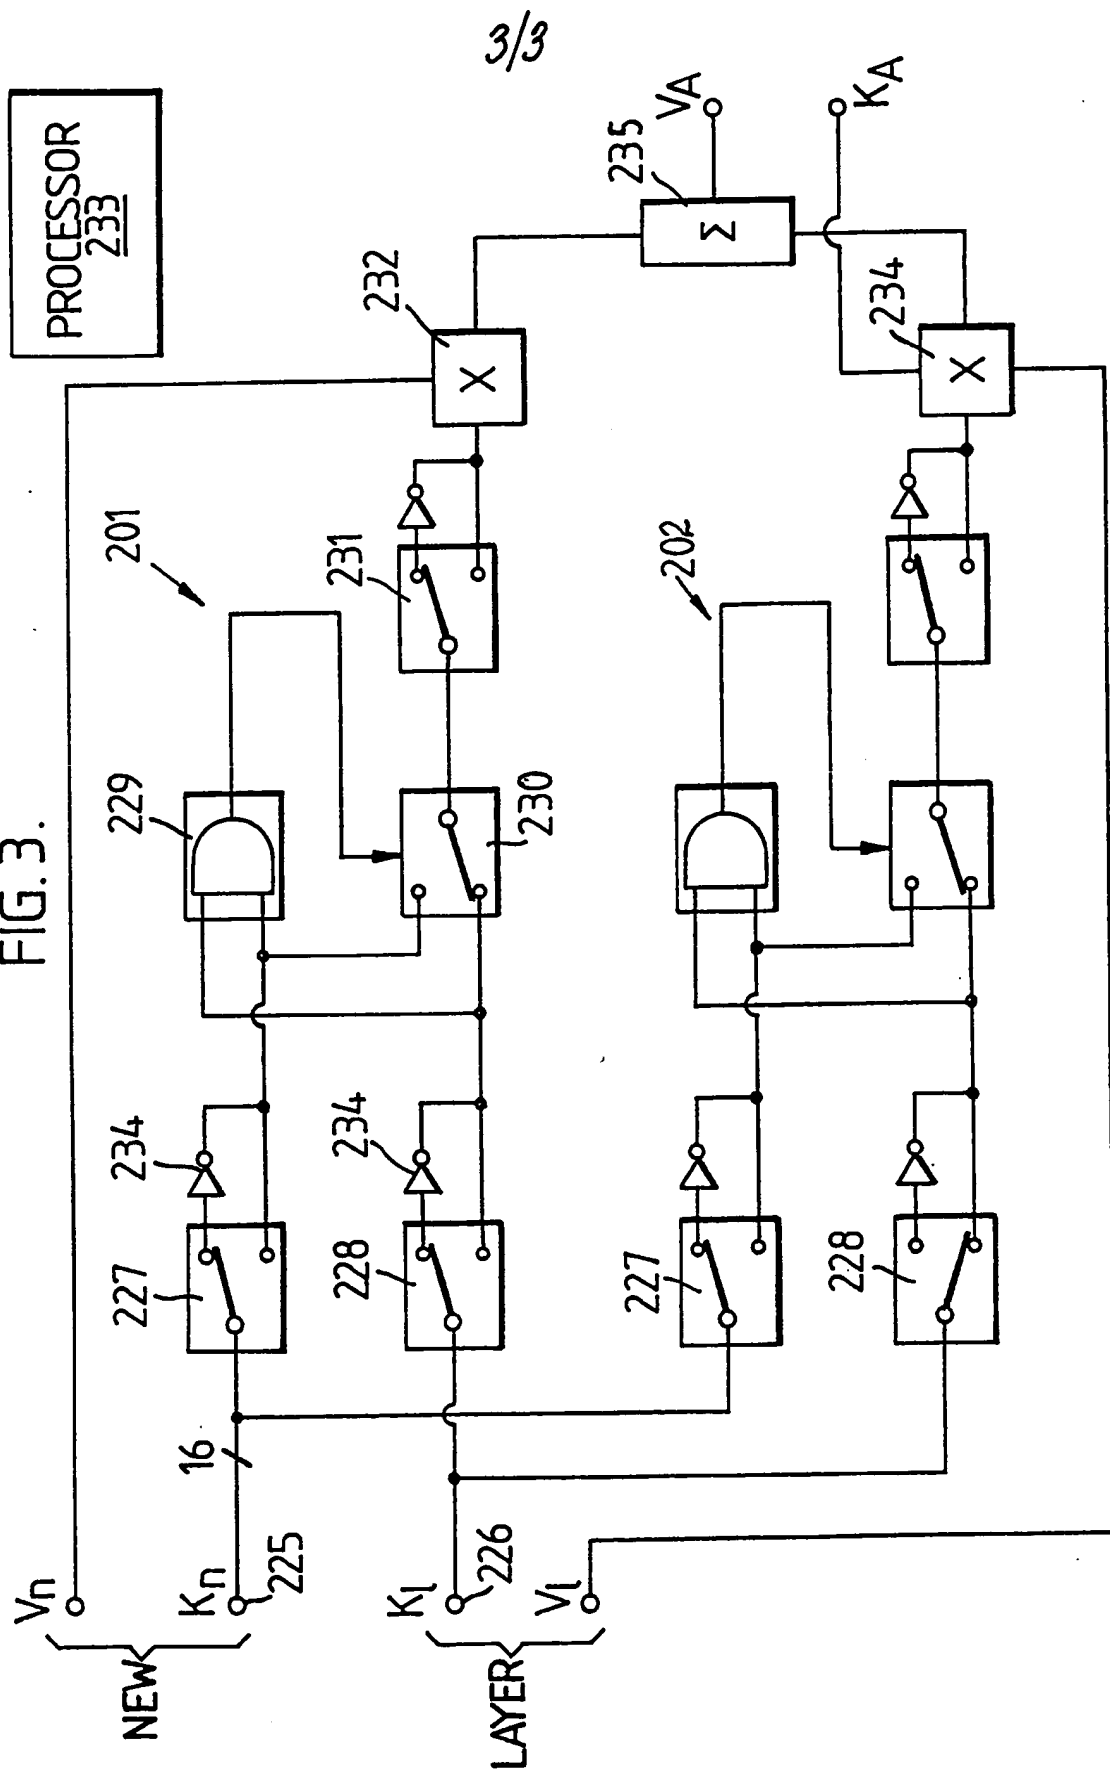 3/3
FIG. 3.
PROCESSOR
233
NEW
Vn
Kn
225
16
227
234
229
201
LAYER
Kl
226
Vl
228
234
230
231
232
X
235
Σ
VA
KA
227
228
202
234
X